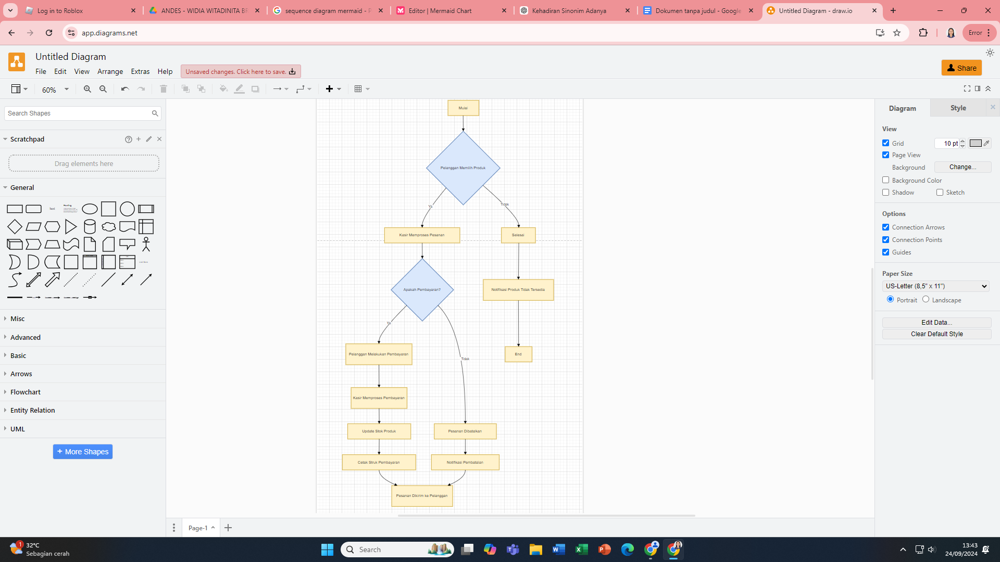 Log in to Roblox
ANDES - WIDIA WITADINITA BR
sequence diagram mermaid - P
Editor | Mermaid Chart
Kehadiran Sinonim Adanya
Dokumen tanpa judul - Google
Untitled Diagram - draw.io
app.diagrams.net
Error
Untitled Diagram
File Edit View Arrange Extras Help
Unsaved changes. Click here to save.
Share
60%
Search Shapes
Scratchpad
Drag elements here
General
Text
Heading
List Item
Misc
Advanced
Basic
Arrows
Flowchart
Entity Relation
UML
+ More Shapes
Mulai
Pelanggan Memilih Produk
Ya
Tidak
Kasir Memproses Pesanan
Selesai
Apakah Pembayaran?
Notifikasi Produk Tidak Tersedia
Ya
Pelanggan Melakukan Pembayaran
Tidak
End
Kasir Memproses Pembayaran
Update Stok Produk
Pesanan Dibatalkan
Cetak Struk Pembayaran
Notifikasi Pembatalan
Pesanan Dikirim ke Pelanggan
Diagram
Style
View
Grid
10 pt
Page View
Background
Change...
Background Color
Shadow
Sketch
Options
Connection Arrows
Connection Points
Guides
Paper Size
US-Letter (8,5" x 11")
Portrait
Landscape
Edit Data...
Clear Default Style
Page-1
1
32°C
Sebagian cerah
Search
13:43
24/09/2024